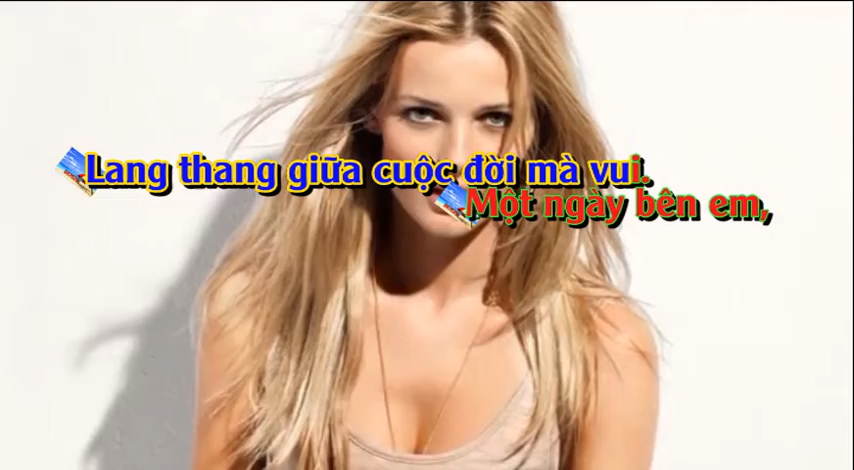 Lang thang giữa cuộc đời mà vui.
Một ngày bên em,